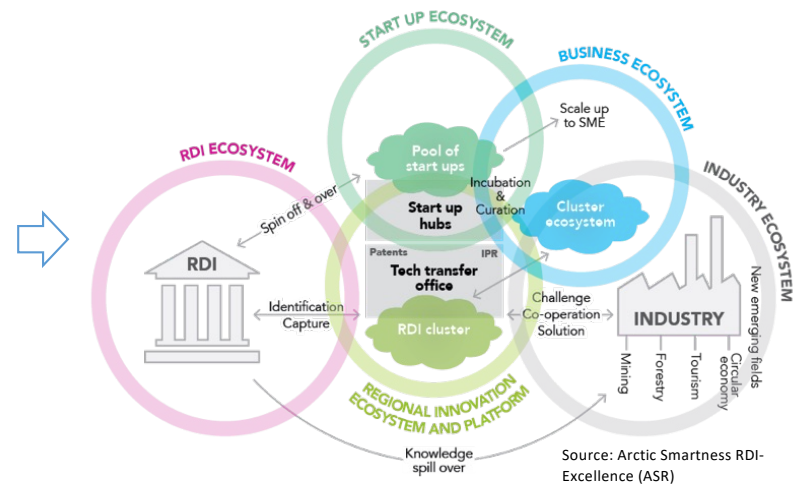 START UP ECOSYSTEM
BUSINESS ECOSYSTEM
Scale up
to SME
RDI ECOSYSTEM
Pool of
start ups
INDUSTRY ECOSYSTEM
Spin off & over
Incubation
&
Curation
Start up
hubs
Cluster
ecosystem
Patents
IPR
RDI
Tech transfer
office
Identification
Capture
Challenge
Co-operation
Solution
RDI cluster
INDUSTRY
New emerging fields
Mining
Forestry
Tourism
Circular
economy
REGIONAL INNOVATION
ECOSYSTEM AND PLATFORM
Knowledge
spill over
Source: Arctic Smartness RDI-
Excellence (ASR)